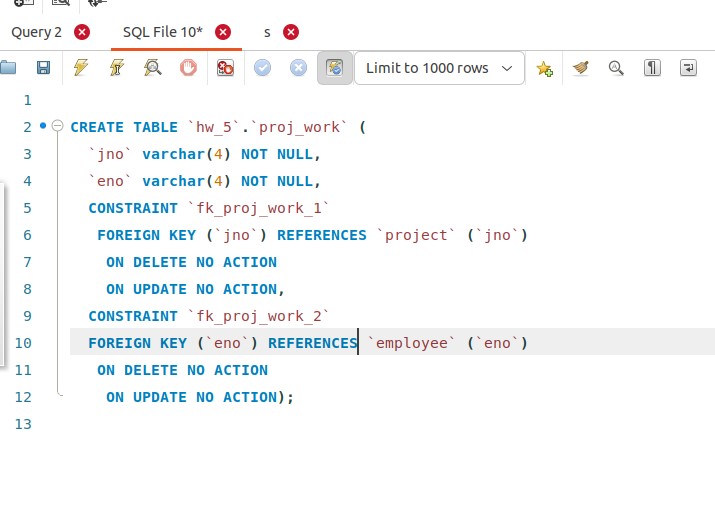 Query 2
SQL File 10*
s
Limit to 1000 rows
1
2 CREATE TABLE `hw_5`.`proj_work` (
3 `jno` varchar(4) NOT NULL,
4 `eno` varchar(4) NOT NULL,
5 CONSTRAINT `fk_proj_work_1`
6 FOREIGN KEY (`jno`) REFERENCES `project` (`jno`)
7 ON DELETE NO ACTION
8 ON UPDATE NO ACTION,
9 CONSTRAINT `fk_proj_work_2`
10 FOREIGN KEY (`eno`) REFERENCES `employee` (`eno`)
11 ON DELETE NO ACTION
12 ON UPDATE NO ACTION);
13